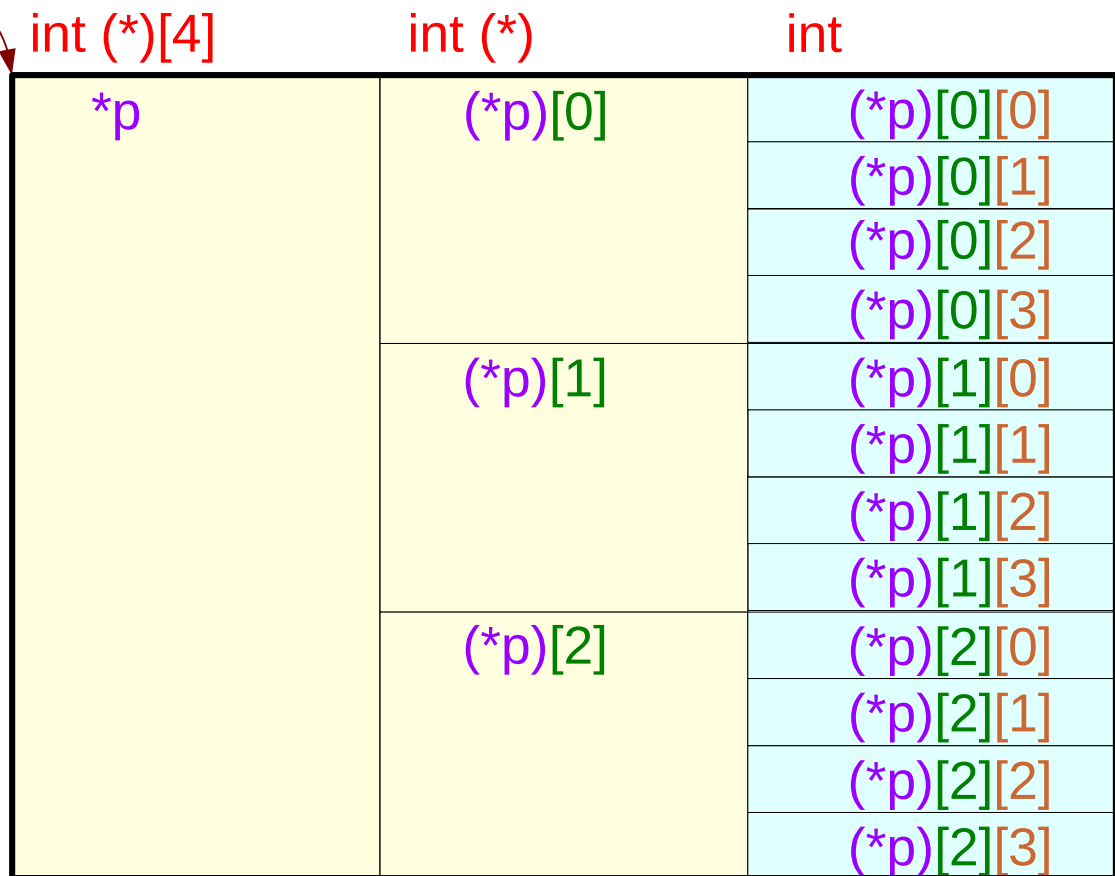 int (*)[4] int (*) int
*p (*p)[0] (*p)[0][0]
(*p)[0][1]
(*p)[0][2]
(*p)[0][3]
(*p)[1] (*p)[1][0]
(*p)[1][1]
(*p)[1][2]
(*p)[1][3]
(*p)[2] (*p)[2][0]
(*p)[2][1]
(*p)[2][2]
(*p)[2][3]